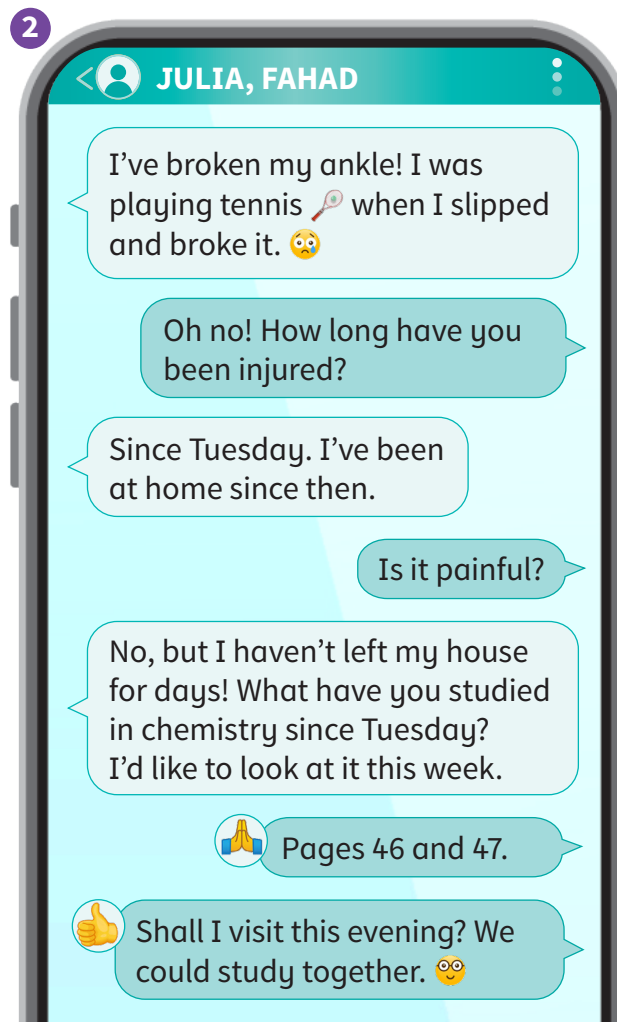 2
JULIA, FAHAD
I’ve broken my ankle! I was
playing tennis 🎾 when I slipped
and broke it. 😢
Oh no! How long have you
been injured?
Since Tuesday. I’ve been
at home since then.
Is it painful?
No, but I haven’t left my house
for days! What have you studied
in chemistry since Tuesday?
I’d like to look at it this week.
🙏 Pages 46 and 47.
👍 Shall I visit this evening? We
could study together. 🤓